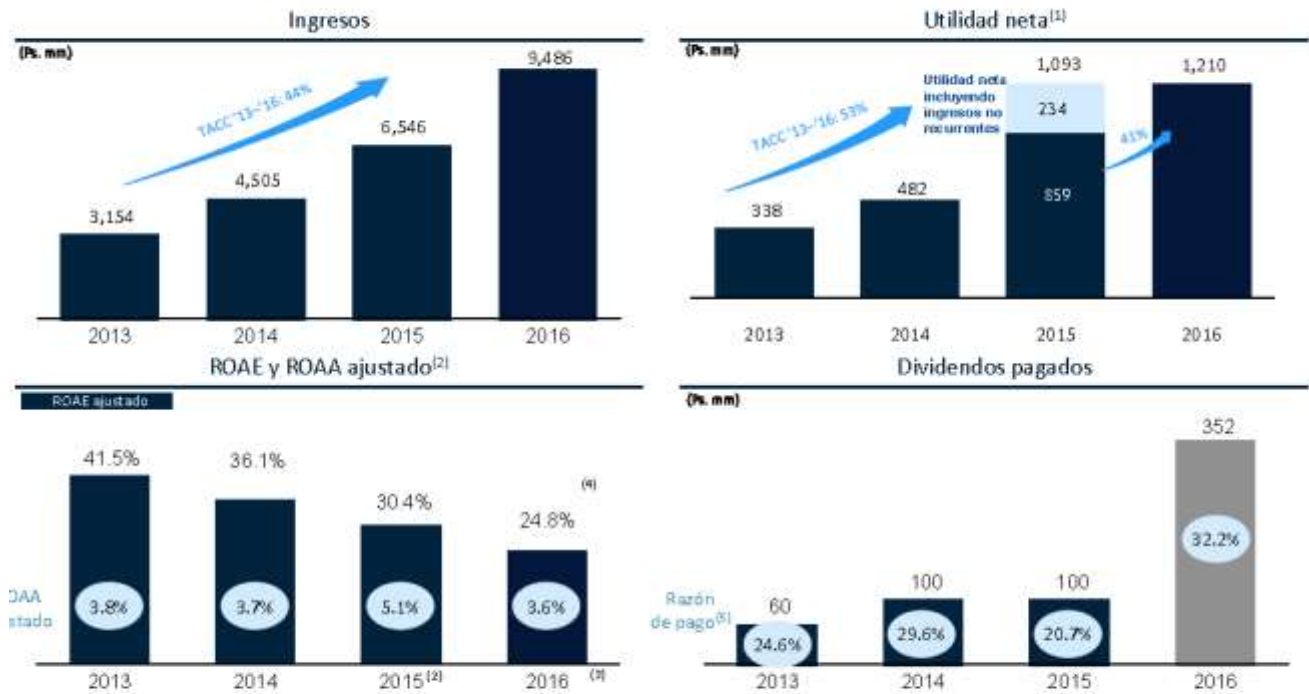 Ingresos
(Ps. mm)
9,486
TACC '13–'16: 44%
6,546
4,505
3,154
2013 2014 2015 2016
Utilidad neta(1)
(Ps. mm)
1,093 1,210
Utilidad neta
incluyendo
ingresos no
recurrentes
234
TACC '13–'16: 53%
41%
482
859
338
2013 2014 2015 2016
ROAE y ROAA ajustado(2)
ROAE ajustado
41.5%
36.1%
30.4%
(4)
24.8%
OAA
stado
3.8% 3.7% 5.1% 3.6%
2013 2014 2015(2) 2016 (3)
Dividendos pagados
(Ps. mm)
352
32.2%
100 100
60
Razón
de pago(5)
24.6% 29.6% 20.7%
2013 2014 2015 2016